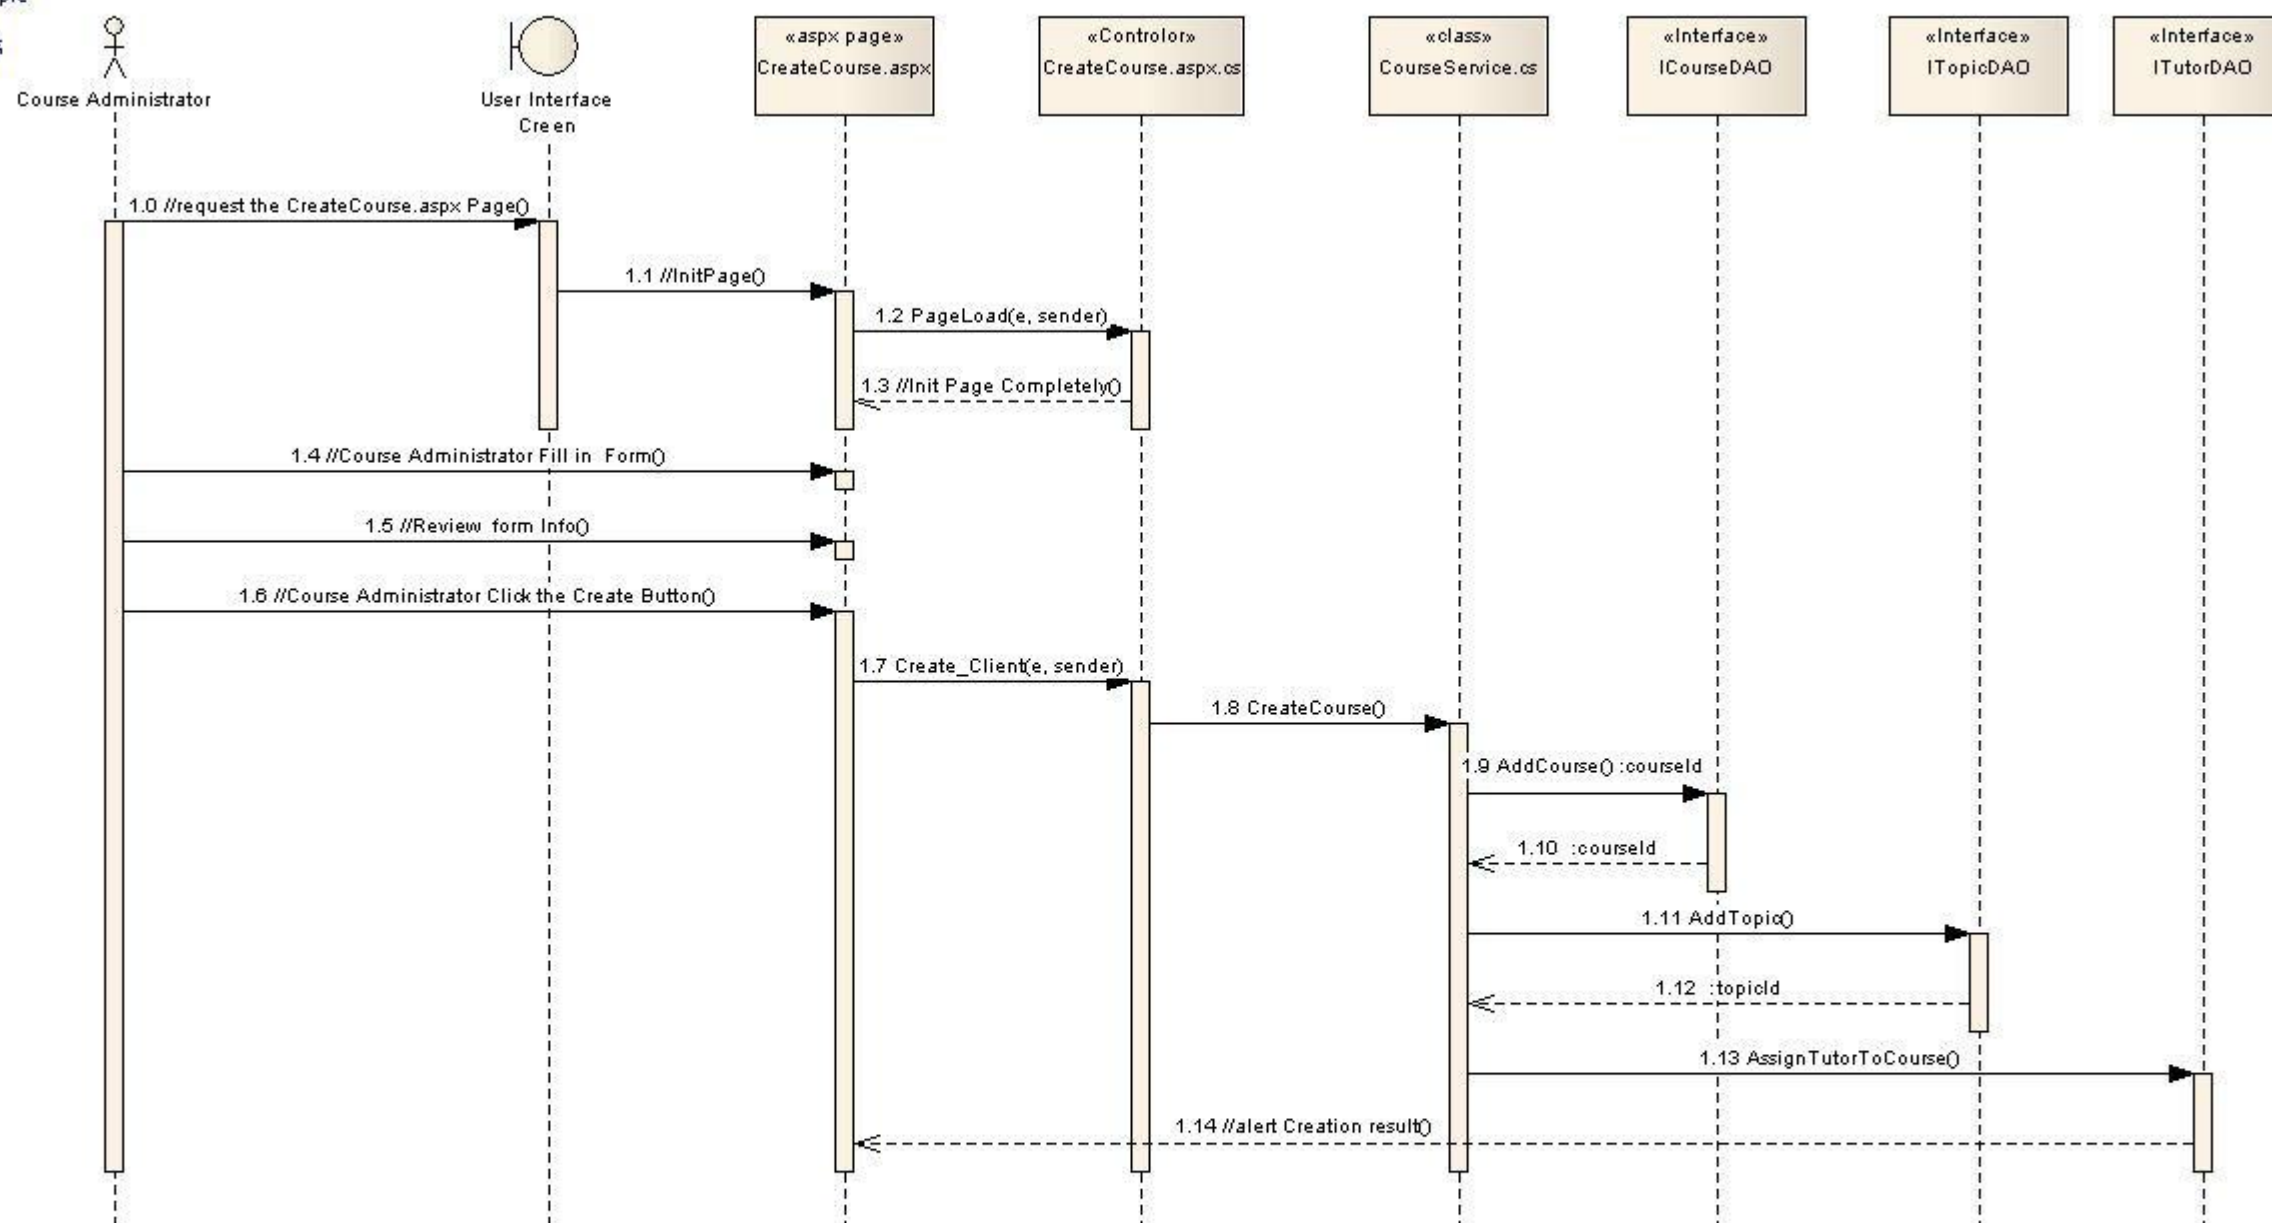 «aspx page»
CreateCourse.aspx
«Controlor»
CreateCourse.aspx.cs
«class»
CourseService.cs
«Interface»
ICourseDAO
«Interface»
ITopicDAO
«Interface»
ITutorDAO
Course Administrator
User Interface
Creen
1.0 //request the CreateCourse.aspx Page()
1.1 //InitPage()
1.2 PageLoad(e, sender)
1.3 //Init Page Completely()
1.4 //Course Administrator Fill in Form()
1.5 //Review form Info()
1.6 //Course Administrator Click the Create Button()
1.7 Create_Client(e, sender)
1.8 CreateCourse()
1.9 AddCourse() :courseId
1.10 :courseId
1.11 AddTopic()
1.12 :topicId
1.13 AssignTutorToCourse()
1.14 //alert Creation result()